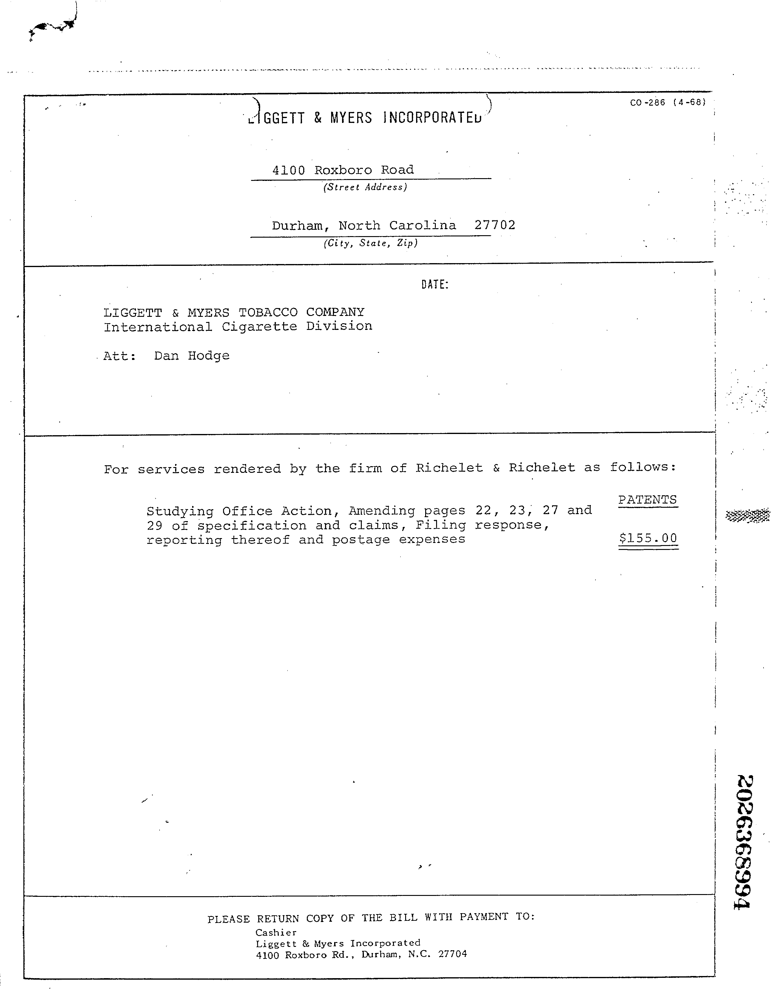 CO-286 (4-68)
LIGGETT & MYERS INCORPORATED
4100 Roxboro Road
(Street Address)
Durham, North Carolina 27702
(City, State, Zip)
DATE:
LIGGETT & MYERS TOBACCO COMPANY
International Cigarette Division
Att: Dan Hodge
For services rendered by the firm of Richelet & Richelet as follows:
PATENTS
Studying Office Action, Amending pages 22, 23, 27 and
29 of specification and claims, Filing response,
reporting thereof and postage expenses $155.00
2026368994
PLEASE RETURN COPY OF THE BILL WITH PAYMENT TO:
Cashier
Liggett & Myers Incorporated
4100 Roxboro Rd., Durham, N.C. 27704